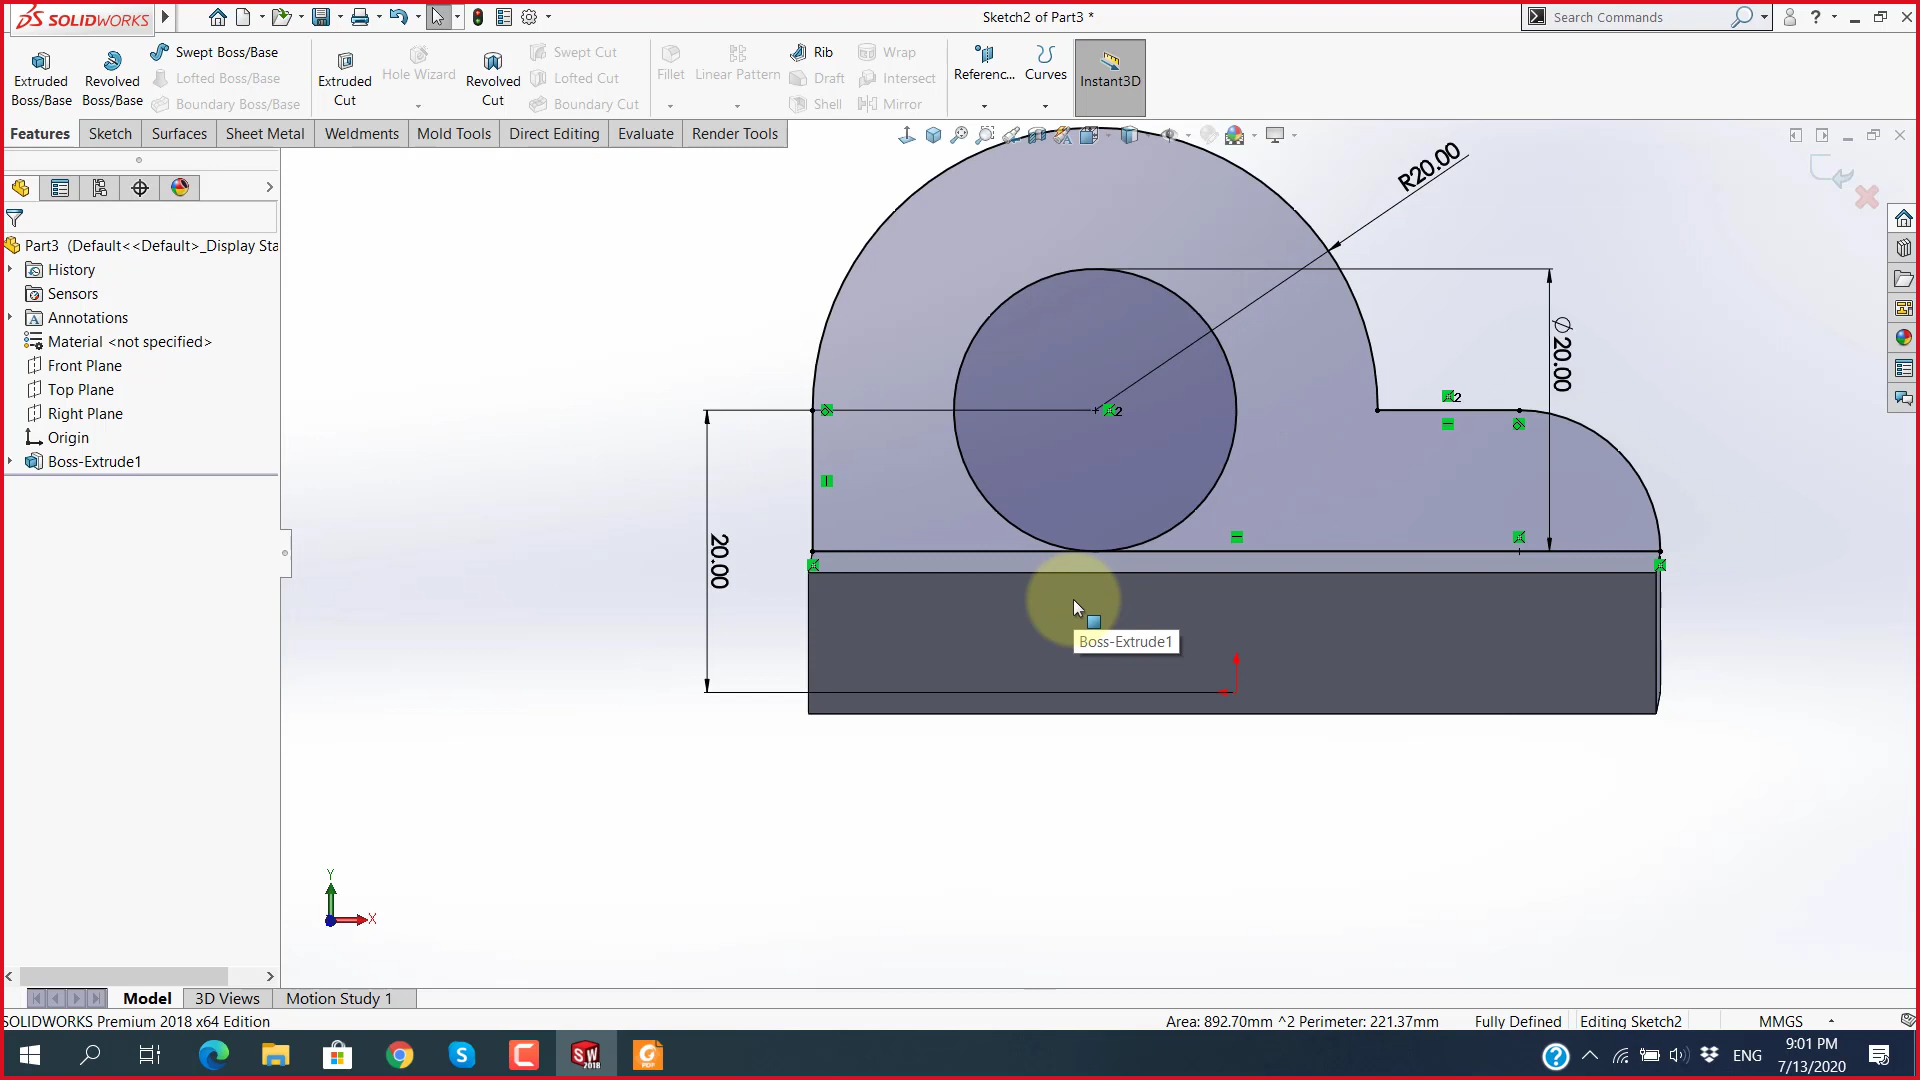 SOLIDWORKS
Sketch2 of Part3 *
Search Commands
Extruded Boss/Base
Revolved Boss/Base
Swept Boss/Base
Lofted Boss/Base
Boundary Boss/Base
Extruded Cut
Hole Wizard
Revolved Cut
Swept Cut
Lofted Cut
Boundary Cut
Fillet
Linear Pattern
Rib
Draft
Shell
Wrap
Intersect
Mirror
Referenc...
Curves
Instant3D
Features
Sketch
Surfaces
Sheet Metal
Weldments
Mold Tools
Direct Editing
Evaluate
Render Tools
Part3 (Default<<Default>_Display Sta
History
Sensors
Annotations
Material <not specified>
Front Plane
Top Plane
Right Plane
Origin
Boss-Extrude1
R20.00
∅20.00
2
2
20.00
Boss-Extrude1
Y
X
Model
3D Views
Motion Study 1
SOLIDWORKS Premium 2018 x64 Edition
Area: 892.70mm ^2 Perimeter: 221.37mm
Fully Defined
Editing Sketch2
MMGS
SW
2018
PDF
ENG
9:01 PM
7/13/2020